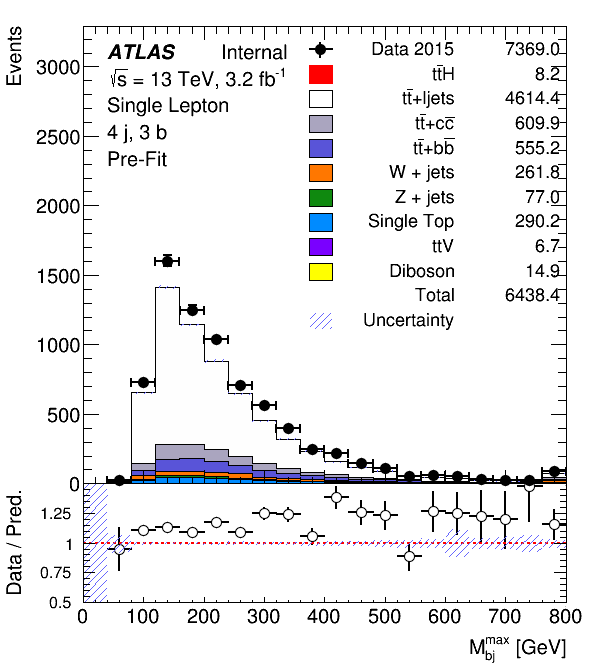 Events
3000
2500
2000
1500
1000
500
0
ATLAS Internal
√s = 13 TeV, 3.2 fb⁻¹
Single Lepton
4 j, 3 b
Pre-Fit
Data 2015 7369.0
tt̄H 8.2
tt̄+ljets 4614.4
tt̄+cc̄ 609.9
tt̄+bb̄ 555.2
W + jets 261.8
Z + jets 77.0
Single Top 290.2
ttV 6.7
Diboson 14.9
Total 6438.4
Uncertainty
Data / Pred.
1.25
1
0.75
0.5
0 100 200 300 400 500 600 700 800
M_bj^max [GeV]